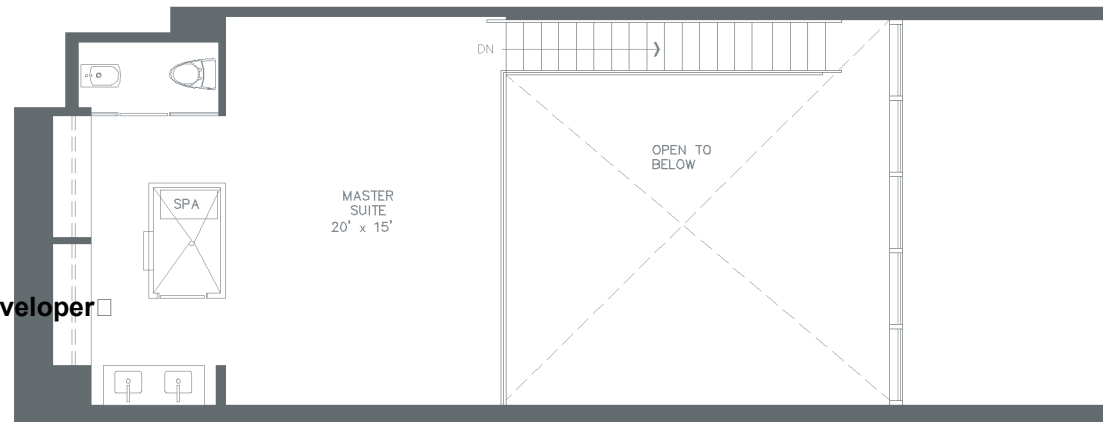 DN
OPEN TO
BELOW
SPA
MASTER
SUITE
20' x 15'
veloper